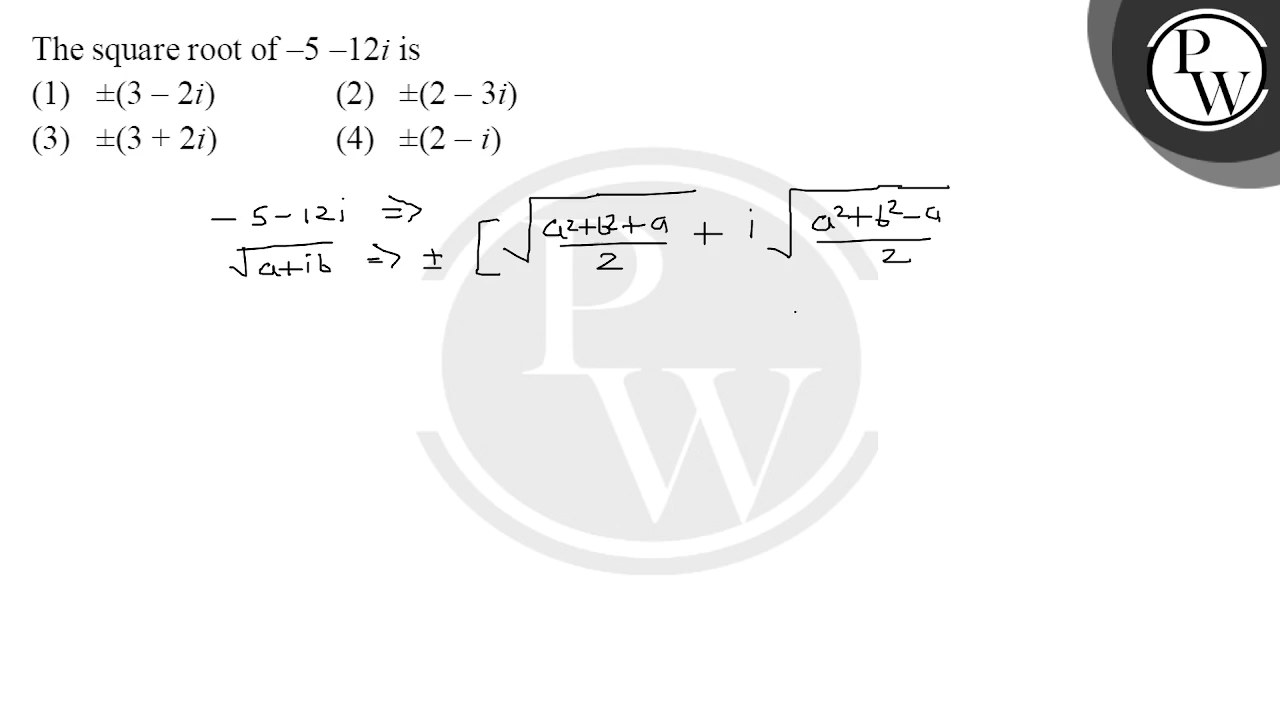 The square root of –5 –12i is
(1) ±(3 – 2i) (2) ±(2 – 3i)
(3) ±(3 + 2i) (4) ±(2 – i)
PW
-5-12i =>
√(a+ib) => ± [√((a²+b²+a)/2) + i √((a²+b²-a)/2)
PW